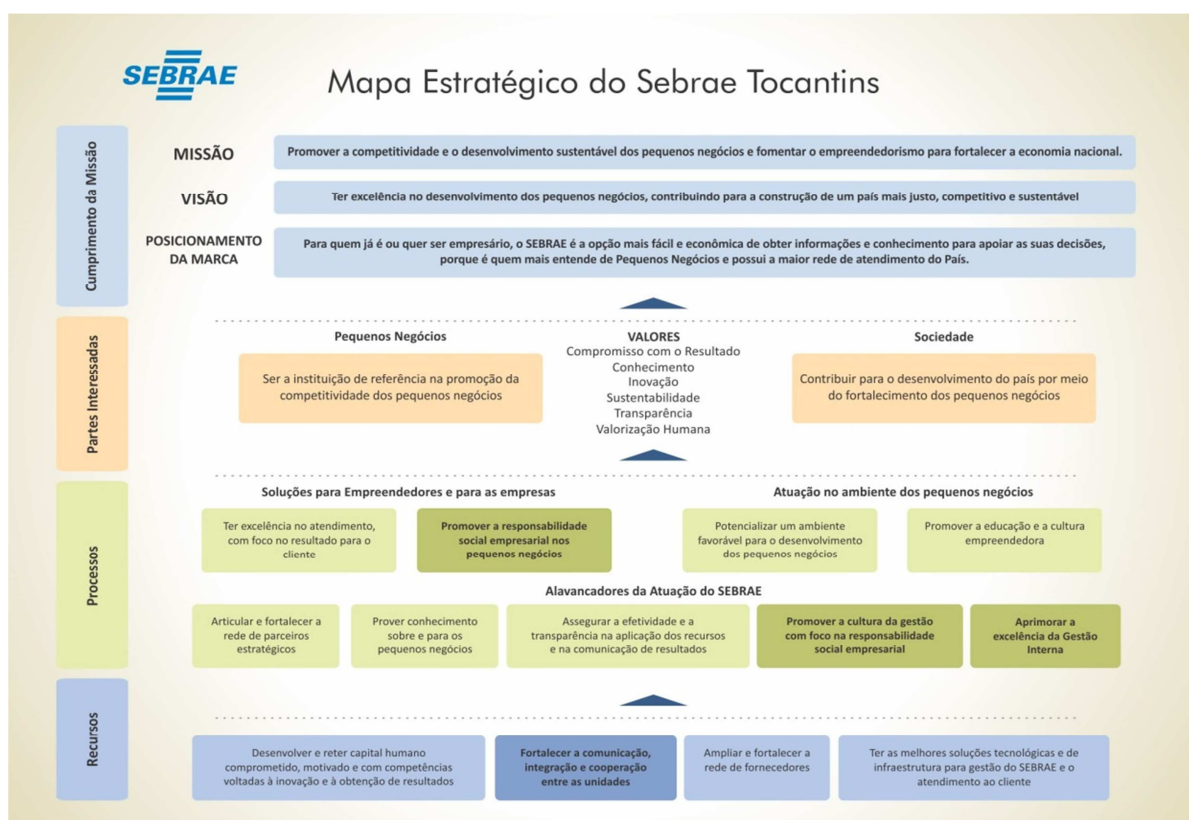 SEBRAE
Mapa Estratégico do Sebrae Tocantins
Cumprimento da Missão
MISSÃO
Promover a competitividade e o desenvolvimento sustentável dos pequenos negócios e fomentar o empreendedorismo para fortalecer a economia nacional.
VISÃO
Ter excelência no desenvolvimento dos pequenos negócios, contribuindo para a construção de um país mais justo, competitivo e sustentável
POSICIONAMENTO
DA MARCA
Para quem já é ou quer ser empresário, o SEBRAE é a opção mais fácil e econômica de obter informações e conhecimento para apoiar as suas decisões,
porque é quem mais entende de Pequenos Negócios e possui a maior rede de atendimento do País.
Partes Interessadas
Pequenos Negócios
Ser a instituição de referência na promoção da
competitividade dos pequenos negócios
VALORES
Compromisso com o Resultado
Conhecimento
Inovação
Sustentabilidade
Transparência
Valorização Humana
Sociedade
Contribuir para o desenvolvimento do país por meio
do fortalecimento dos pequenos negócios
Processos
Soluções para Empreendedores e para as empresas
Ter excelência no atendimento,
com foco no resultado para o
cliente
Promover a responsabilidade
social empresarial nos
pequenos negócios
Atuação no ambiente dos pequenos negócios
Potencializar um ambiente
favorável para o desenvolvimento
dos pequenos negócios
Promover a educação e a cultura
empreendedora
Alavancadores da Atuação do SEBRAE
Articular e fortalecer a
rede de parceiros
estratégicos
Prover conhecimento
sobre e para os
pequenos negócios
Assegurar a efetividade e a
transparência na aplicação dos recursos
e na comunicação de resultados
Promover a cultura da gestão
com foco na responsabilidade
social empresarial
Aprimorar a
excelência da Gestão
Interna
Recursos
Desenvolver e reter capital humano
comprometido, motivado e com competências
voltadas à inovação e à obtenção de resultados
Fortalecer a comunicação,
integração e cooperação
entre as unidades
Ampliar e fortalecer a
rede de fornecedores
Ter as melhores soluções tecnológicas e de
infraestrutura para gestão do SEBRAE e o
atendimento ao cliente